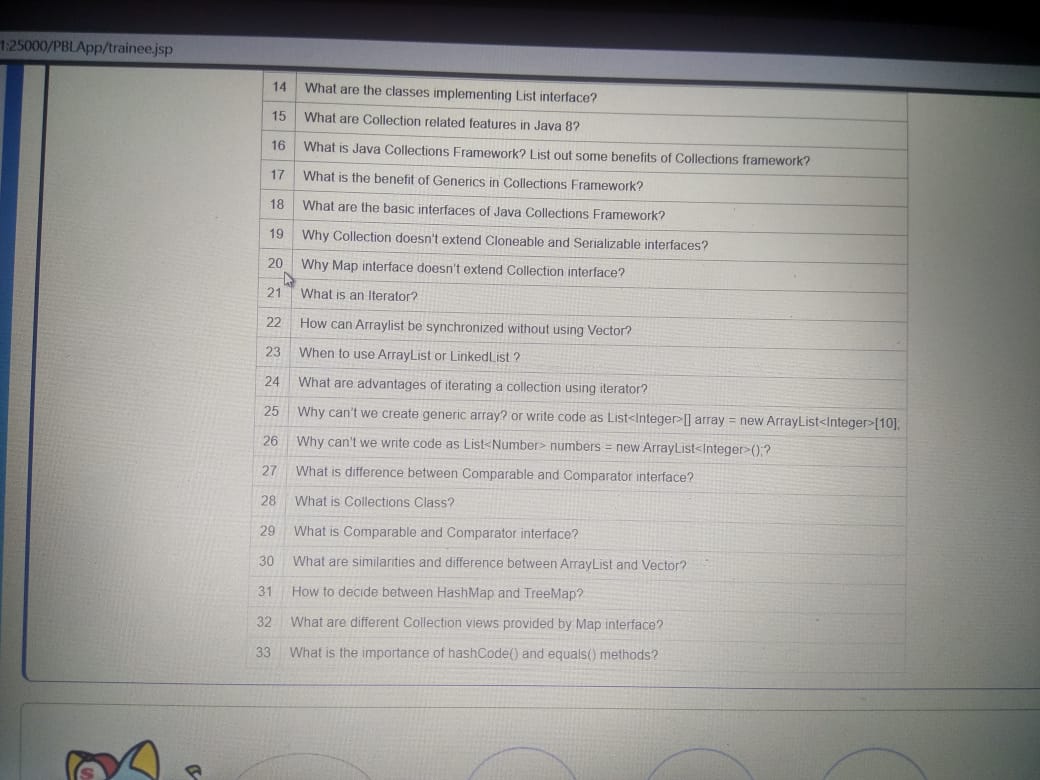 1:25000/PBLApp/trainee.jsp
14 What are the classes implementing List interface?
15 What are Collection related features in Java 8?
16 What is Java Collections Framework? List out some benefits of Collections framework?
17 What is the benefit of Generics in Collections Framework?
18 What are the basic interfaces of Java Collections Framework?
19 Why Collection doesn't extend Cloneable and Serializable interfaces?
20 Why Map interface doesn't extend Collection interface?
21 What is an Iterator?
22 How can Arraylist be synchronized without using Vector?
23 When to use ArrayList or LinkedList ?
24 What are advantages of iterating a collection using iterator?
25 Why can't we create generic array? or write code as List<Integer>[] array = new ArrayList<Integer>[10];
26 Why can't we write code as List<Number> numbers = new ArrayList<Integer>();?
27 What is difference between Comparable and Comparator interface?
28 What is Collections Class?
29 What is Comparable and Comparator interface?
30 What are similarities and difference between ArrayList and Vector?
31 How to decide between HashMap and TreeMap?
32 What are different Collection views provided by Map interface?
33 What is the importance of hashCode() and equals() methods?
S